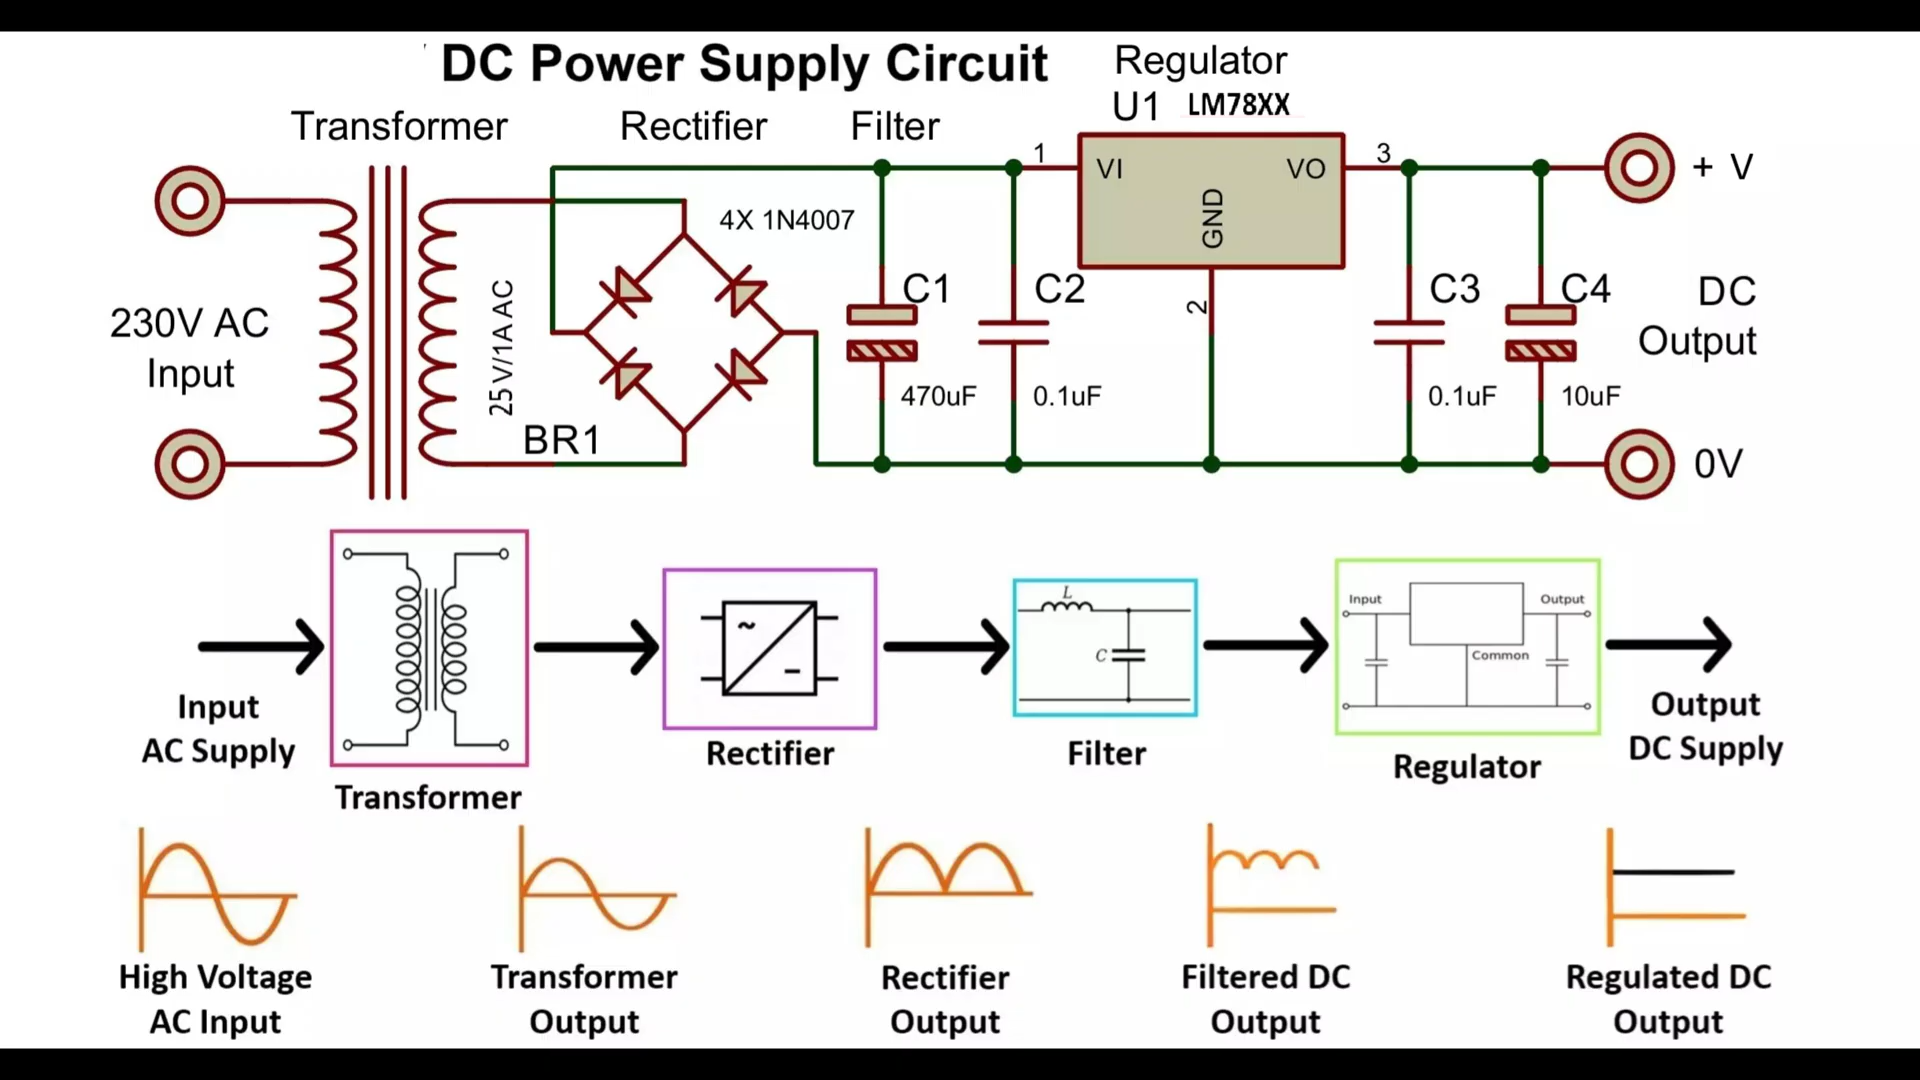 DC Power Supply Circuit
Regulator
U1 LM78XX
Transformer
Rectifier
Filter
1
VI
VO
3
+ V
4X 1N4007
GND
230V AC
Input
25V/1A AC
C1
C2
2
C3
C4
DC
Output
470uF
0.1uF
0.1uF
10uF
BR1
0V
L
C
Input
Output
Common
~
−
Input
AC Supply
Transformer
Rectifier
Filter
Regulator
Output
DC Supply
High Voltage
AC Input
Transformer
Output
Rectifier
Output
Filtered DC
Output
Regulated DC
Output